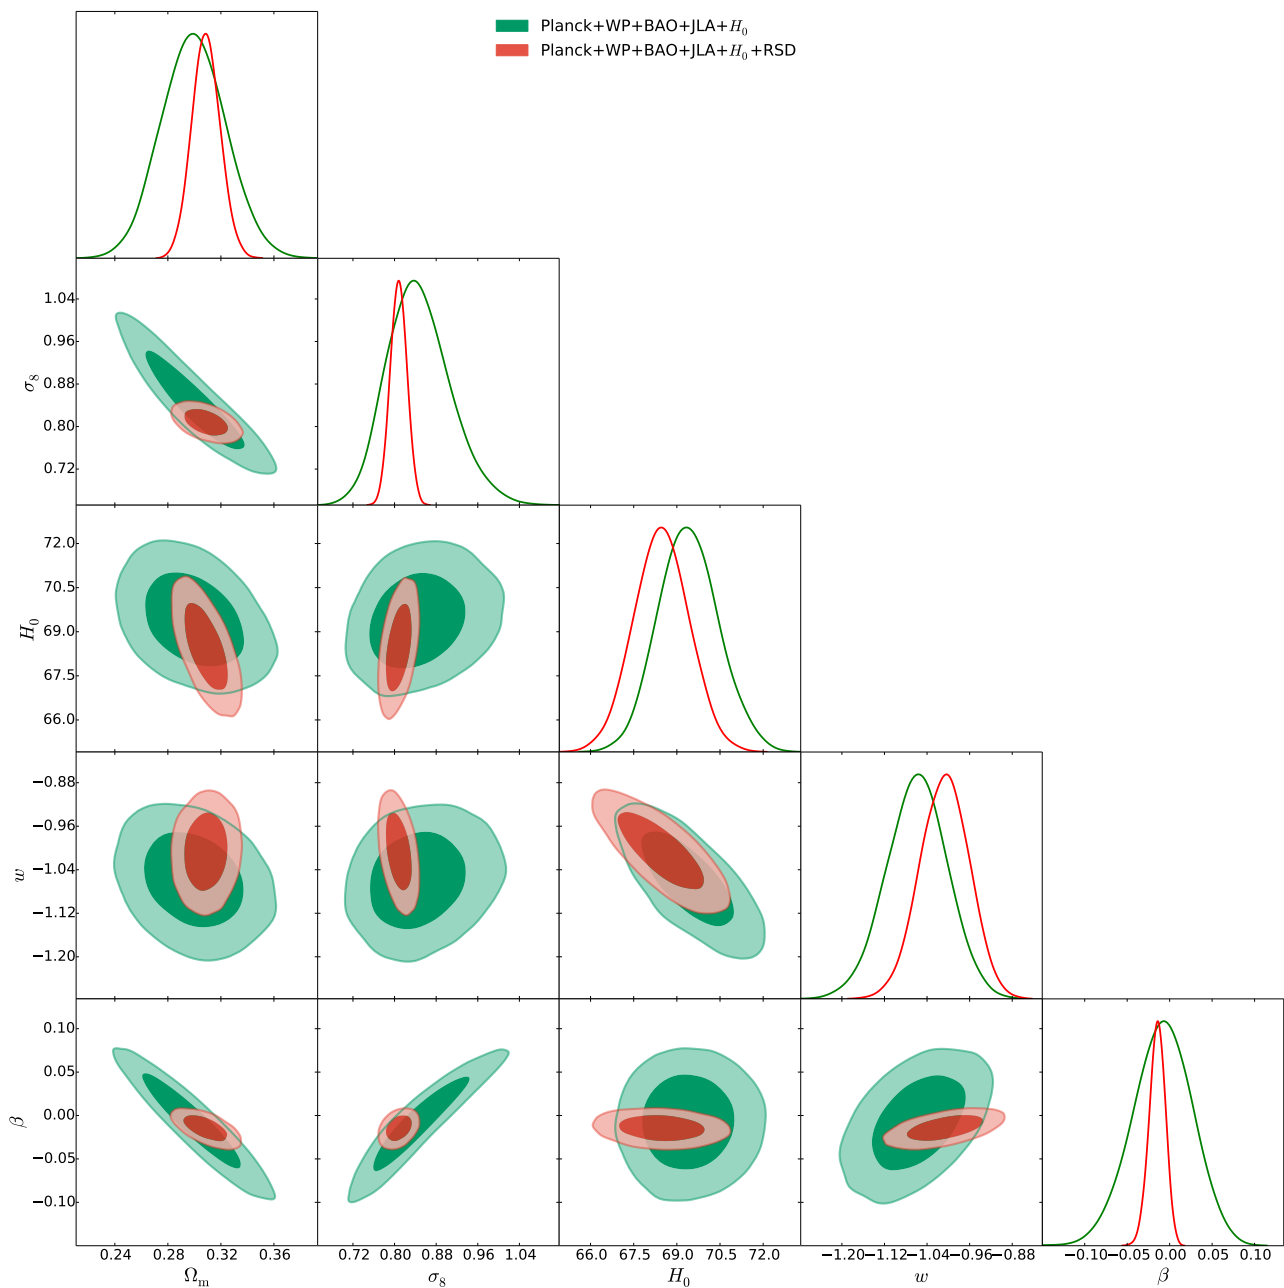 Planck+WP+BAO+JLA+H₀
Planck+WP+BAO+JLA+H₀+RSD
1.04
0.96
0.88
0.80
0.72
σ₈
72.0
70.5
69.0
67.5
66.0
H₀
−0.88
−0.96
−1.04
−1.12
−1.20
w
0.10
0.05
0.00
−0.05
−0.10
β
0.24 0.28 0.32 0.36 0.72 0.80 0.88 0.96 1.04 66.0 67.5 69.0 70.5 72.0 −1.20 −1.12 −1.04 −0.96 −0.88 −0.10 −0.05 0.00 0.05 0.10
Ωₘ σ₈ H₀ w β